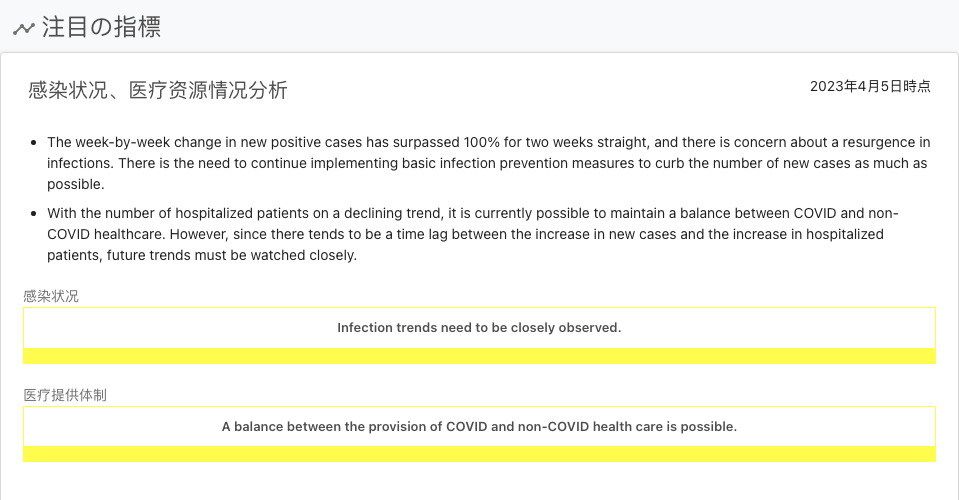 注目の指標
感染状况、医疗资源情况分析
2023年4月5日時点
The week-by-week change in new positive cases has surpassed 100% for two weeks straight, and there is concern about a resurgence in
infections. There is the need to continue implementing basic infection prevention measures to curb the number of new cases as much as
possible.
With the number of hospitalized patients on a declining trend, it is currently possible to maintain a balance between COVID and non-
COVID healthcare. However, since there tends to be a time lag between the increase in new cases and the increase in hospitalized
patients, future trends must be watched closely.
感染状况
Infection trends need to be closely observed.
医疗提供体制
A balance between the provision of COVID and non-COVID health care is possible.